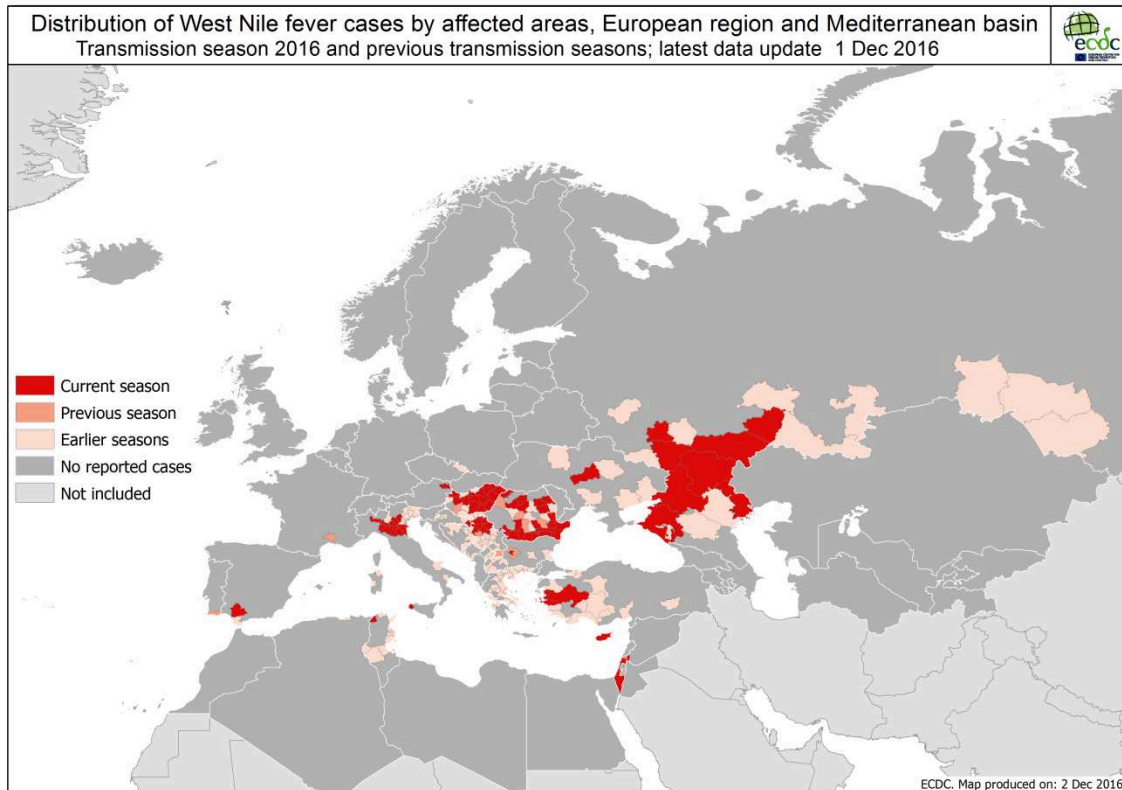 Distribution of West Nile fever cases by affected areas, European region and Mediterranean basin
Transmission season 2016 and previous transmission seasons; latest data update 1 Dec 2016
ecdc
Current season
Previous season
Earlier seasons
No reported cases
Not included
ECDC. Map produced on: 2 Dec 2016